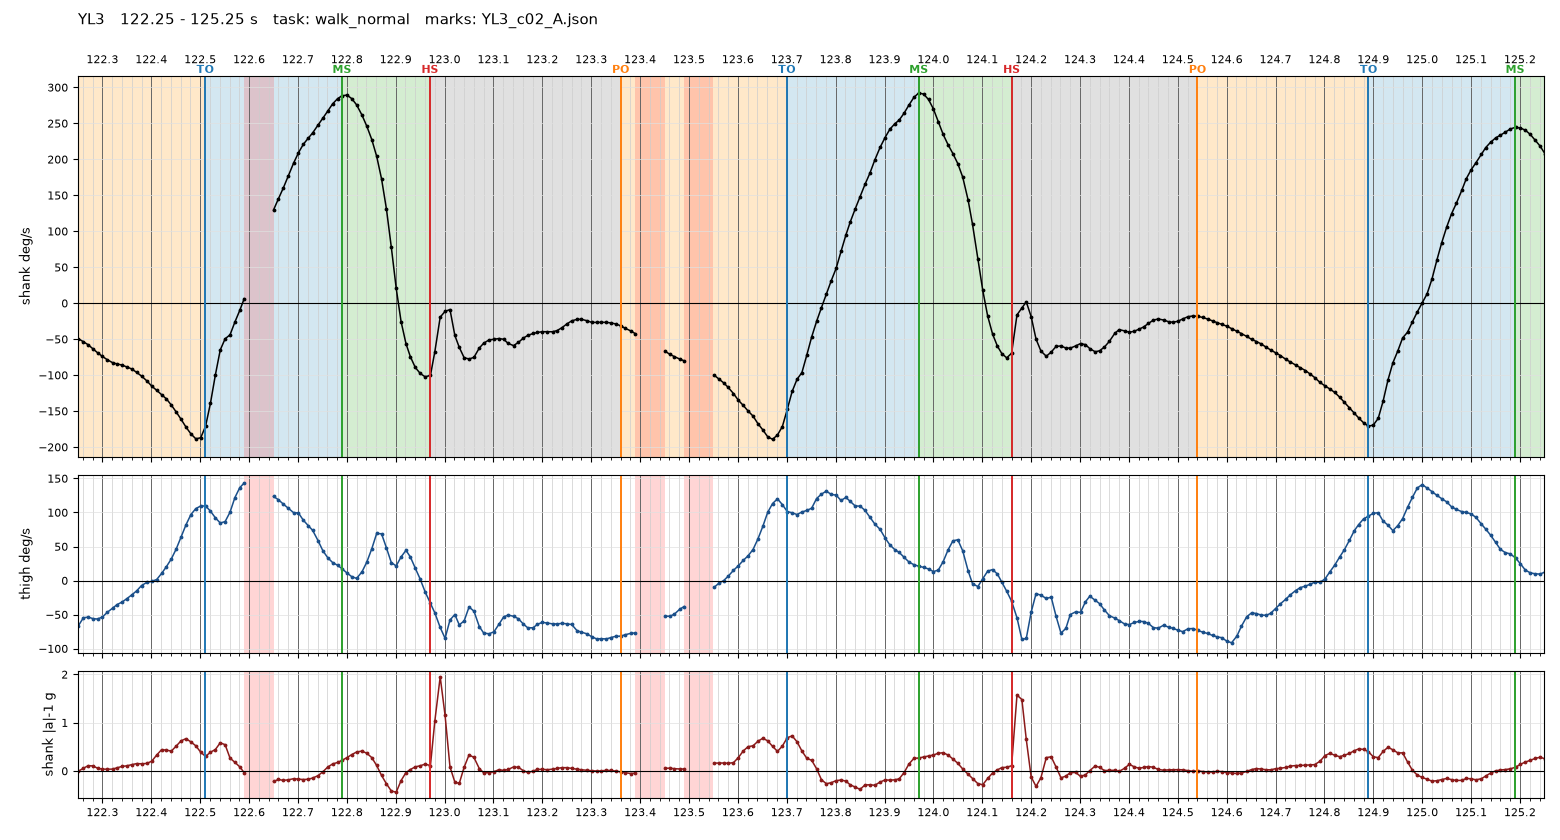 YL3   122.25 - 125.25 s   task: walk_normal   marks: YL3_c02_A.json
122.3 122.4 122.5 122.6 122.7 122.8 122.9 123.0 123.1 123.2 123.3 123.4 123.5 123.6 123.7 123.8 123.9 124.0 124.1 124.2 124.3 124.4 124.5 124.6 124.7 124.8 124.9 125.0 125.1 125.2
TO MS HS PO TO MS HS PO TO MS
shank deg/s
300
250
200
150
100
50
0
−50
−100
−150
−200
thigh deg/s
150
100
50
0
−50
−100
shank |a|-1 g
2
1
0
122.3 122.4 122.5 122.6 122.7 122.8 122.9 123.0 123.1 123.2 123.3 123.4 123.5 123.6 123.7 123.8 123.9 124.0 124.1 124.2 124.3 124.4 124.5 124.6 124.7 124.8 124.9 125.0 125.1 125.2